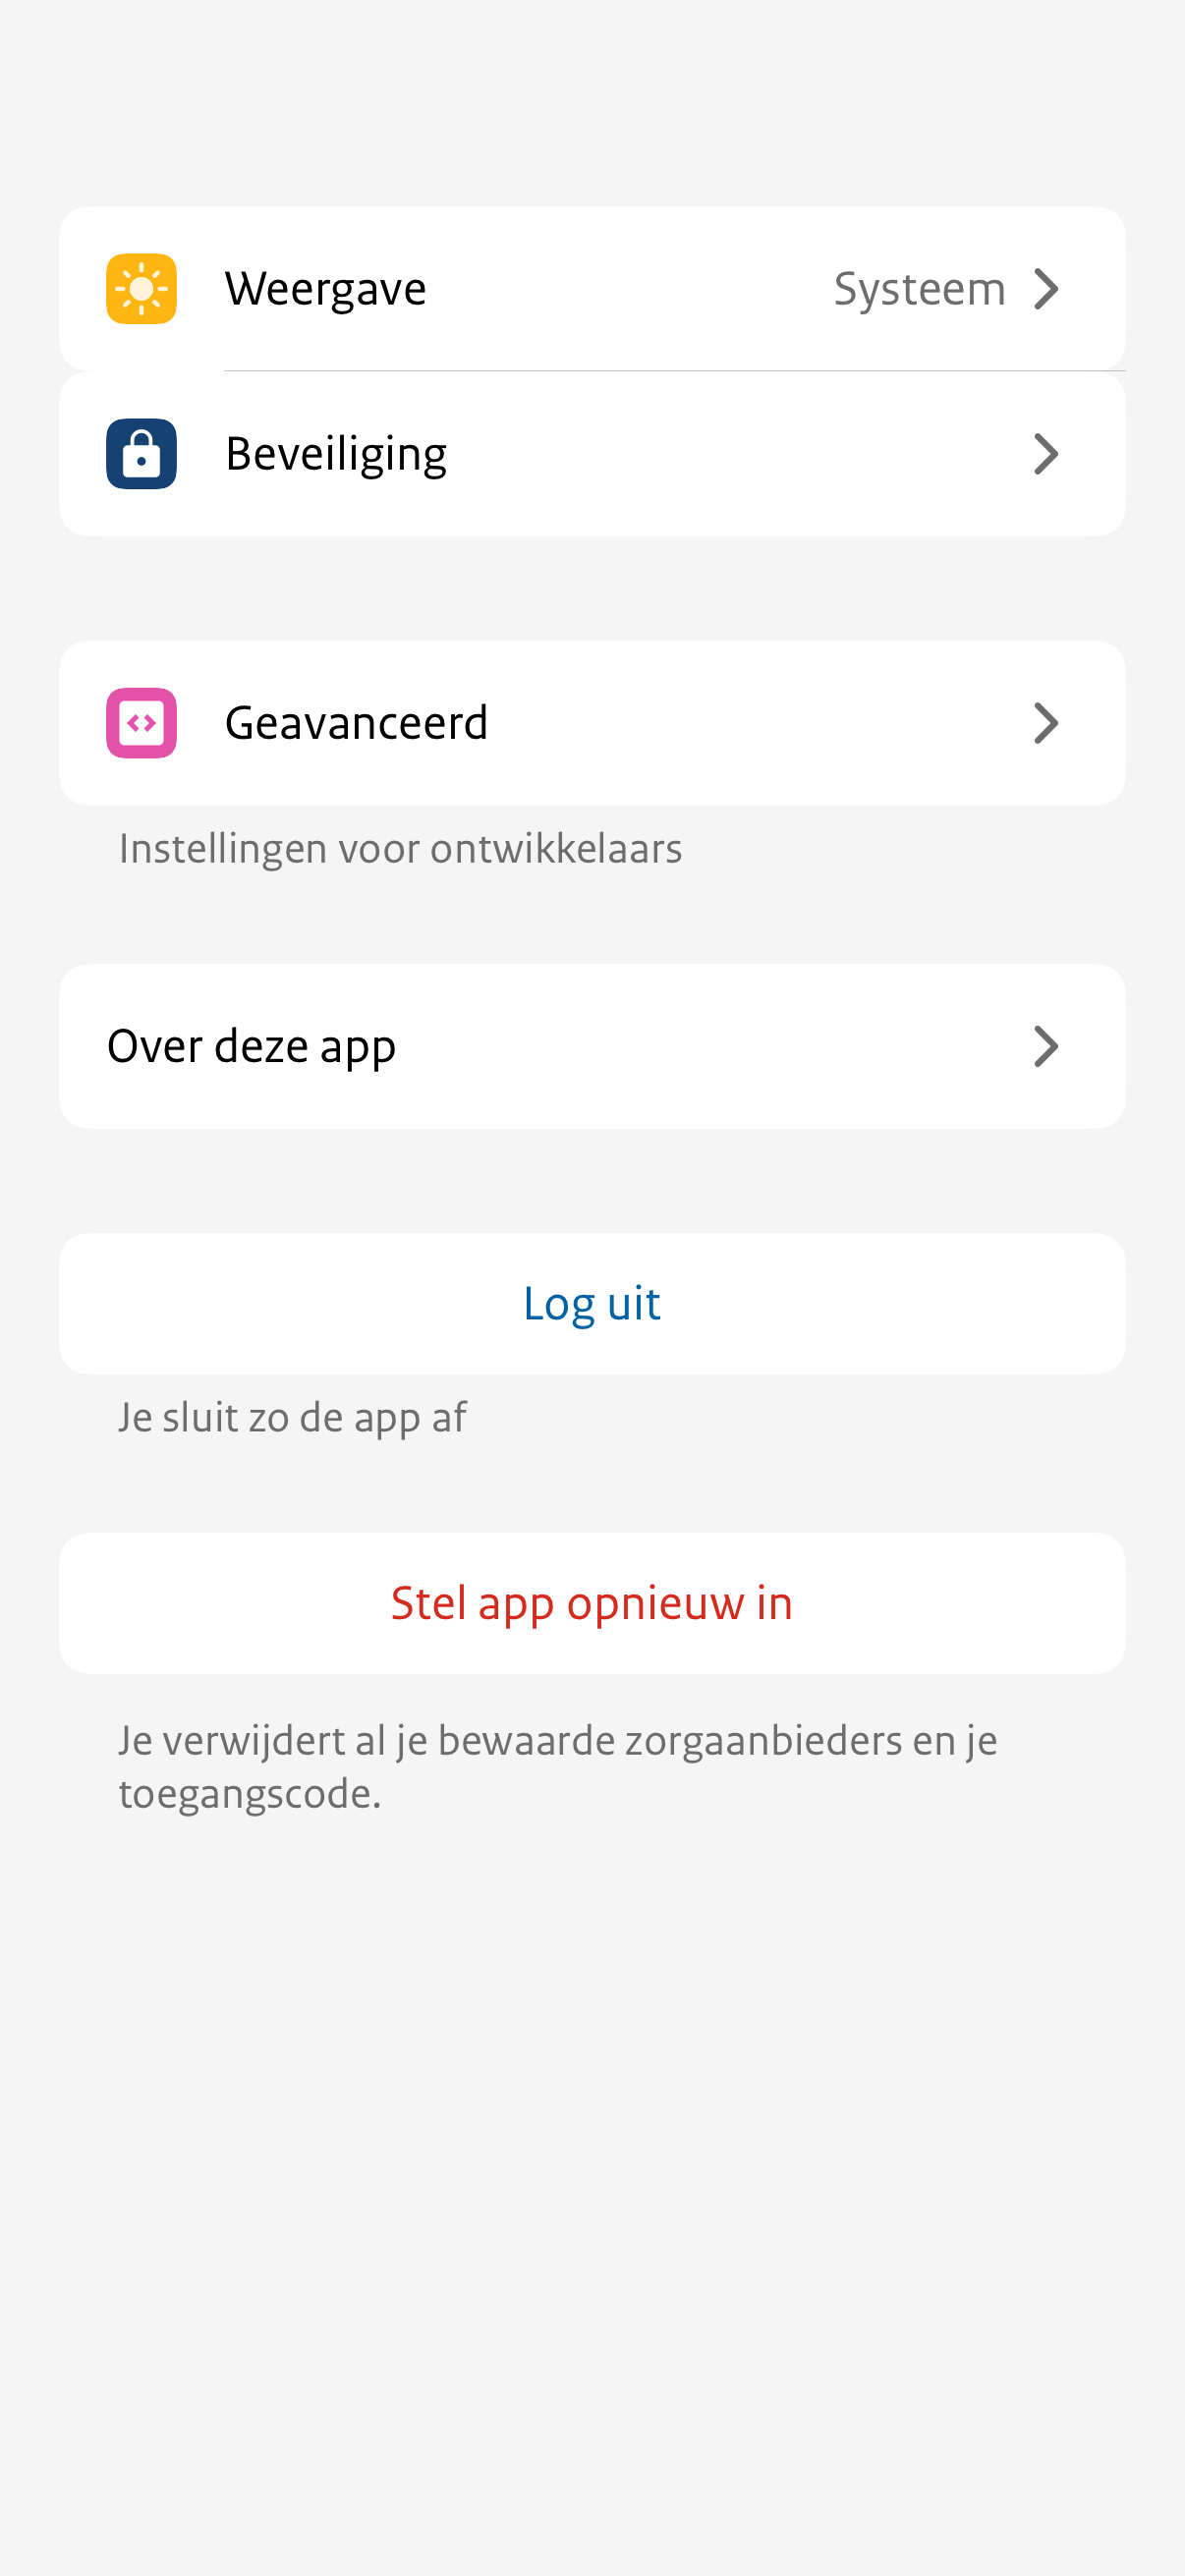 Weergave Systeem
Beveiliging
Geavanceerd
Instellingen voor ontwikkelaars
Over deze app
Log uit
Je sluit zo de app af
Stel app opnieuw in
Je verwijdert al je bewaarde zorgaanbieders en je
toegangscode.